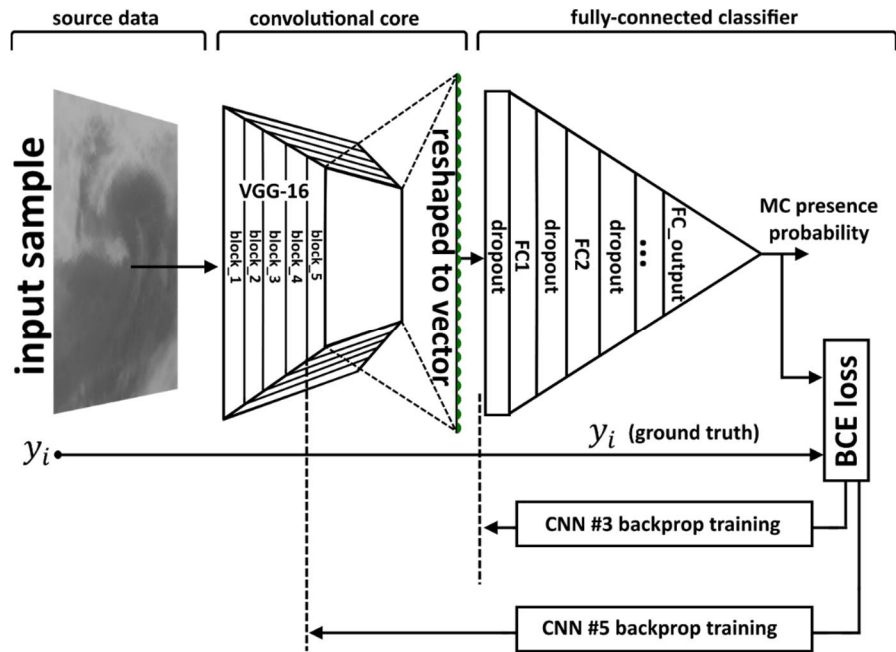 source data
convolutional core
fully-connected classifier
input sample
VGG-16
block_1
block_2
block_3
block_4
block_5
reshaped to vector
dropout
FC1
dropout
FC2
dropout
...
FC_output
MC presence
probability
BCE loss
y_i
y_i (ground truth)
CNN #3 backprop training
CNN #5 backprop training